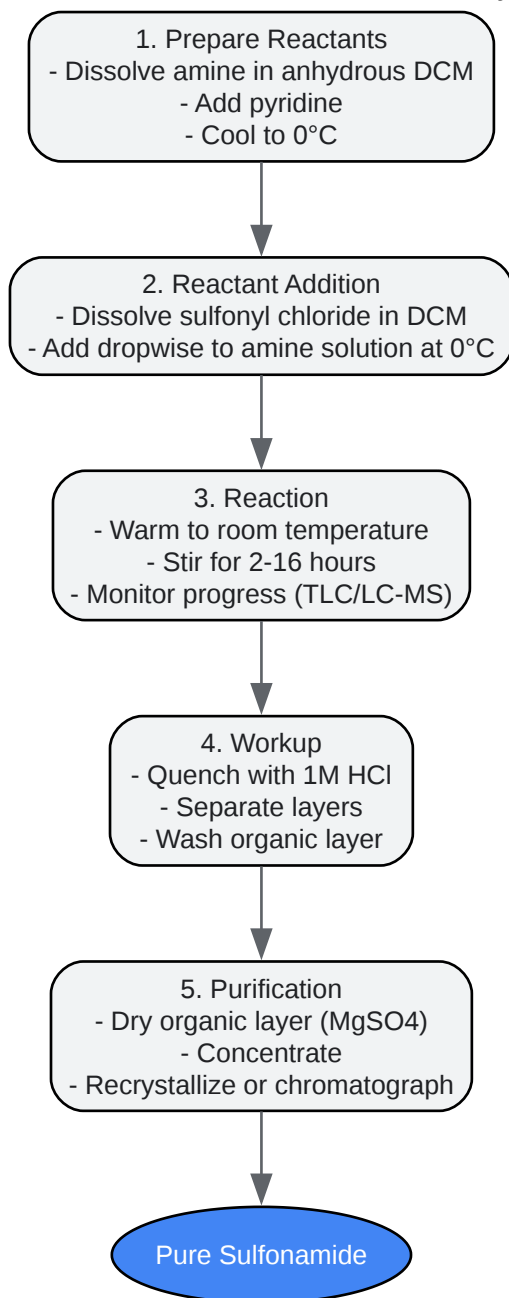 1. Prepare Reactants
- Dissolve amine in anhydrous DCM
- Add pyridine
- Cool to 0°C
2. Reactant Addition
- Dissolve sulfonyl chloride in DCM
- Add dropwise to amine solution at 0°C
3. Reaction
- Warm to room temperature
- Stir for 2-16 hours
- Monitor progress (TLC/LC-MS)
4. Workup
- Quench with 1M HCl
- Separate layers
- Wash organic layer
5. Purification
- Dry organic layer (MgSO4)
- Concentrate
- Recrystallize or chromatograph
Pure Sulfonamide